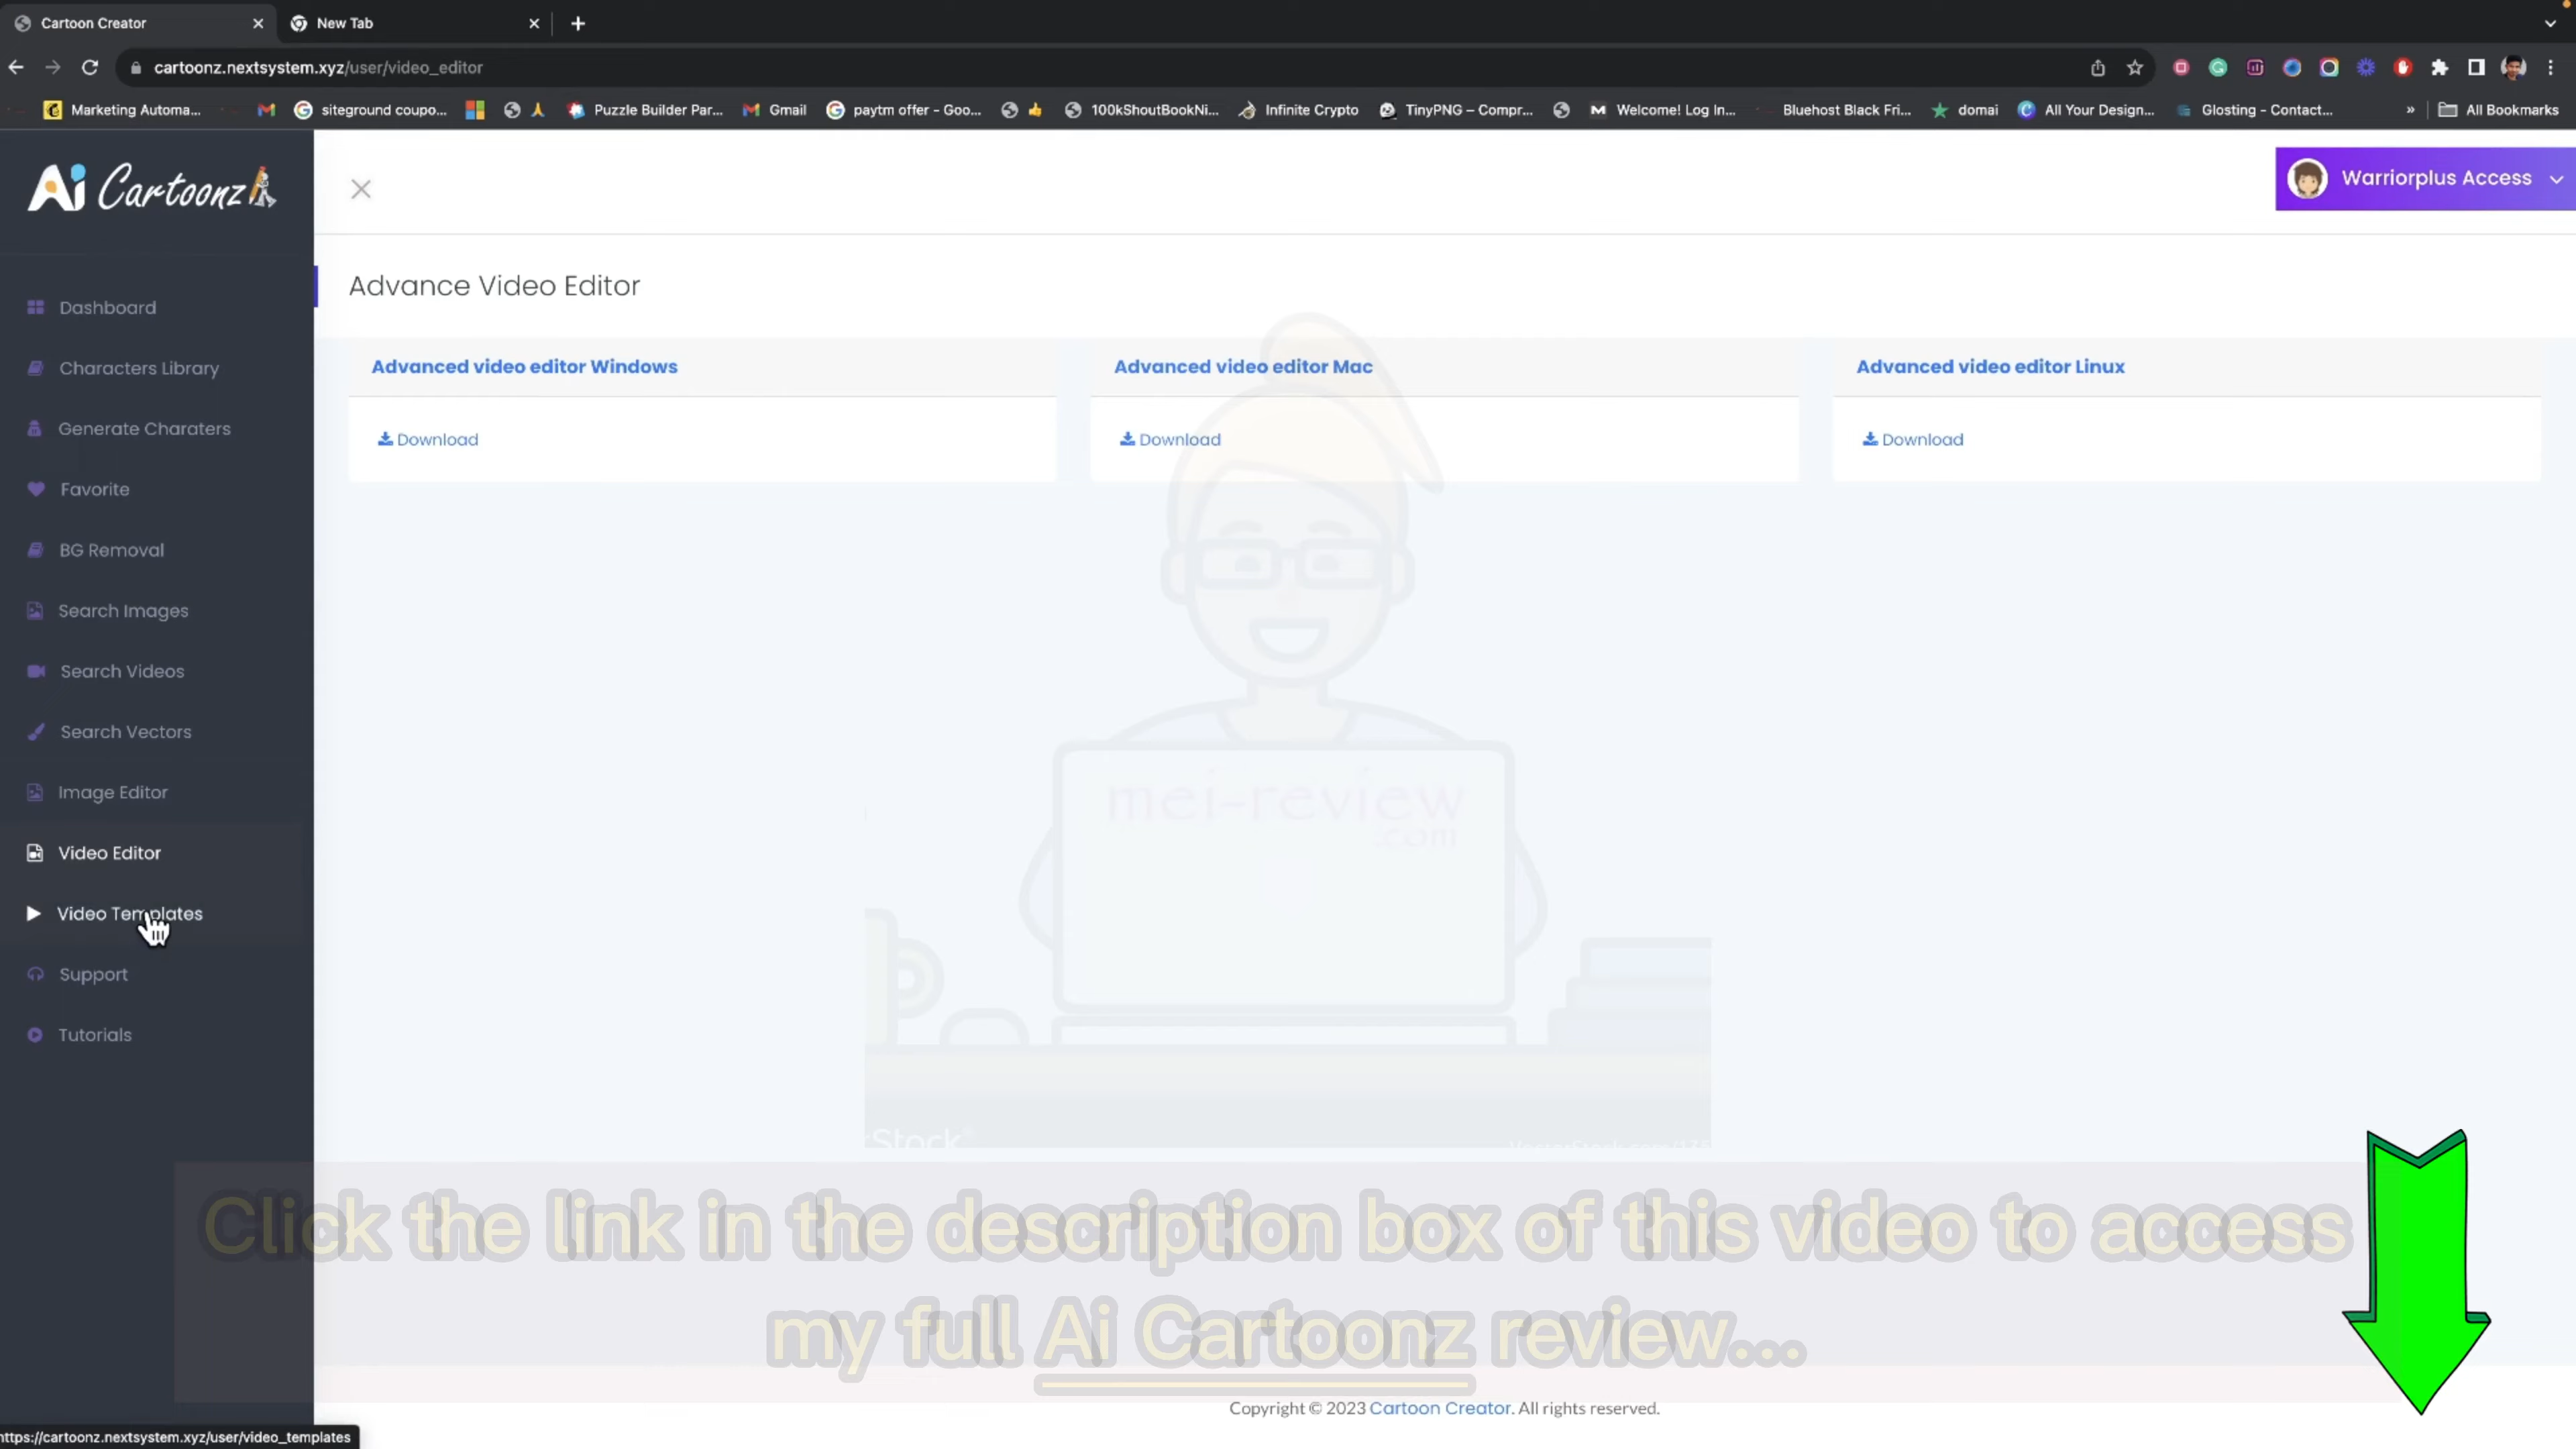 Cartoon Creator
New Tab
cartoonz.nextsystem.xyz/user/video_editor
Marketing Automa...
siteground coupo...
Puzzle Builder Par...
Gmail
paytm offer - Goo...
100kShoutBookNi...
Infinite Crypto
TinyPNG – Compr...
Welcome! Log In...
Bluehost Black Fri...
domai
All Your Design...
Glosting - Contact...
» All Bookmarks
Ai Cartoonz
Warriorplus Access
Advance Video Editor
Dashboard
Characters Library
Generate Charaters
Favorite
BG Removal
Search Images
Search Videos
Search Vectors
Image Editor
Video Editor
Video Templates
Support
Tutorials
Advanced video editor Windows
Download
Advanced video editor Mac
Download
Advanced video editor Linux
Download
mei-review
.com
Click the link in the description box of this video to access
my full Ai Cartoonz review...
Copyright © 2023 Cartoon Creator. All rights reserved.
https://cartoonz.nextsystem.xyz/user/video_templates